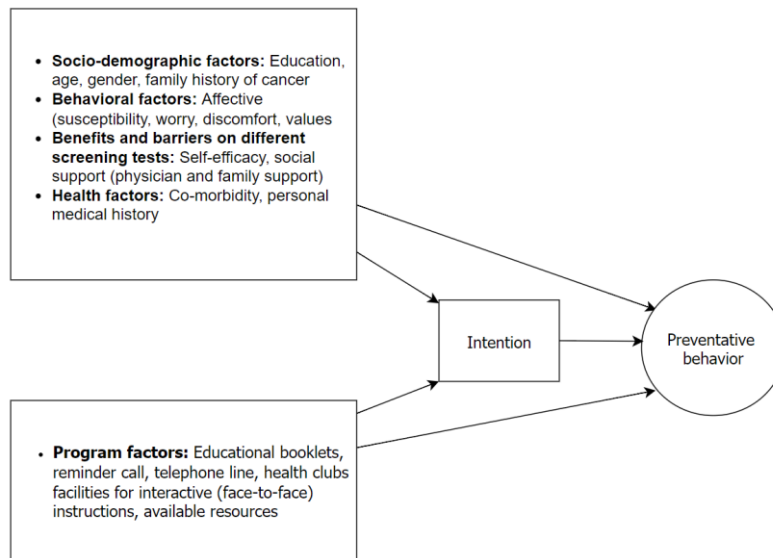 • Socio-demographic factors: Education,
age, gender, family history of cancer
• Behavioral factors: Affective
(susceptibility, worry, discomfort, values
• Benefits and barriers on different
screening tests: Self-efficacy, social
support (physician and family support)
• Health factors: Co-morbidity, personal
medical history
Intention
Preventative
behavior
• Program factors: Educational booklets,
reminder call, telephone line, health clubs
facilities for interactive (face-to-face)
instructions, available resources